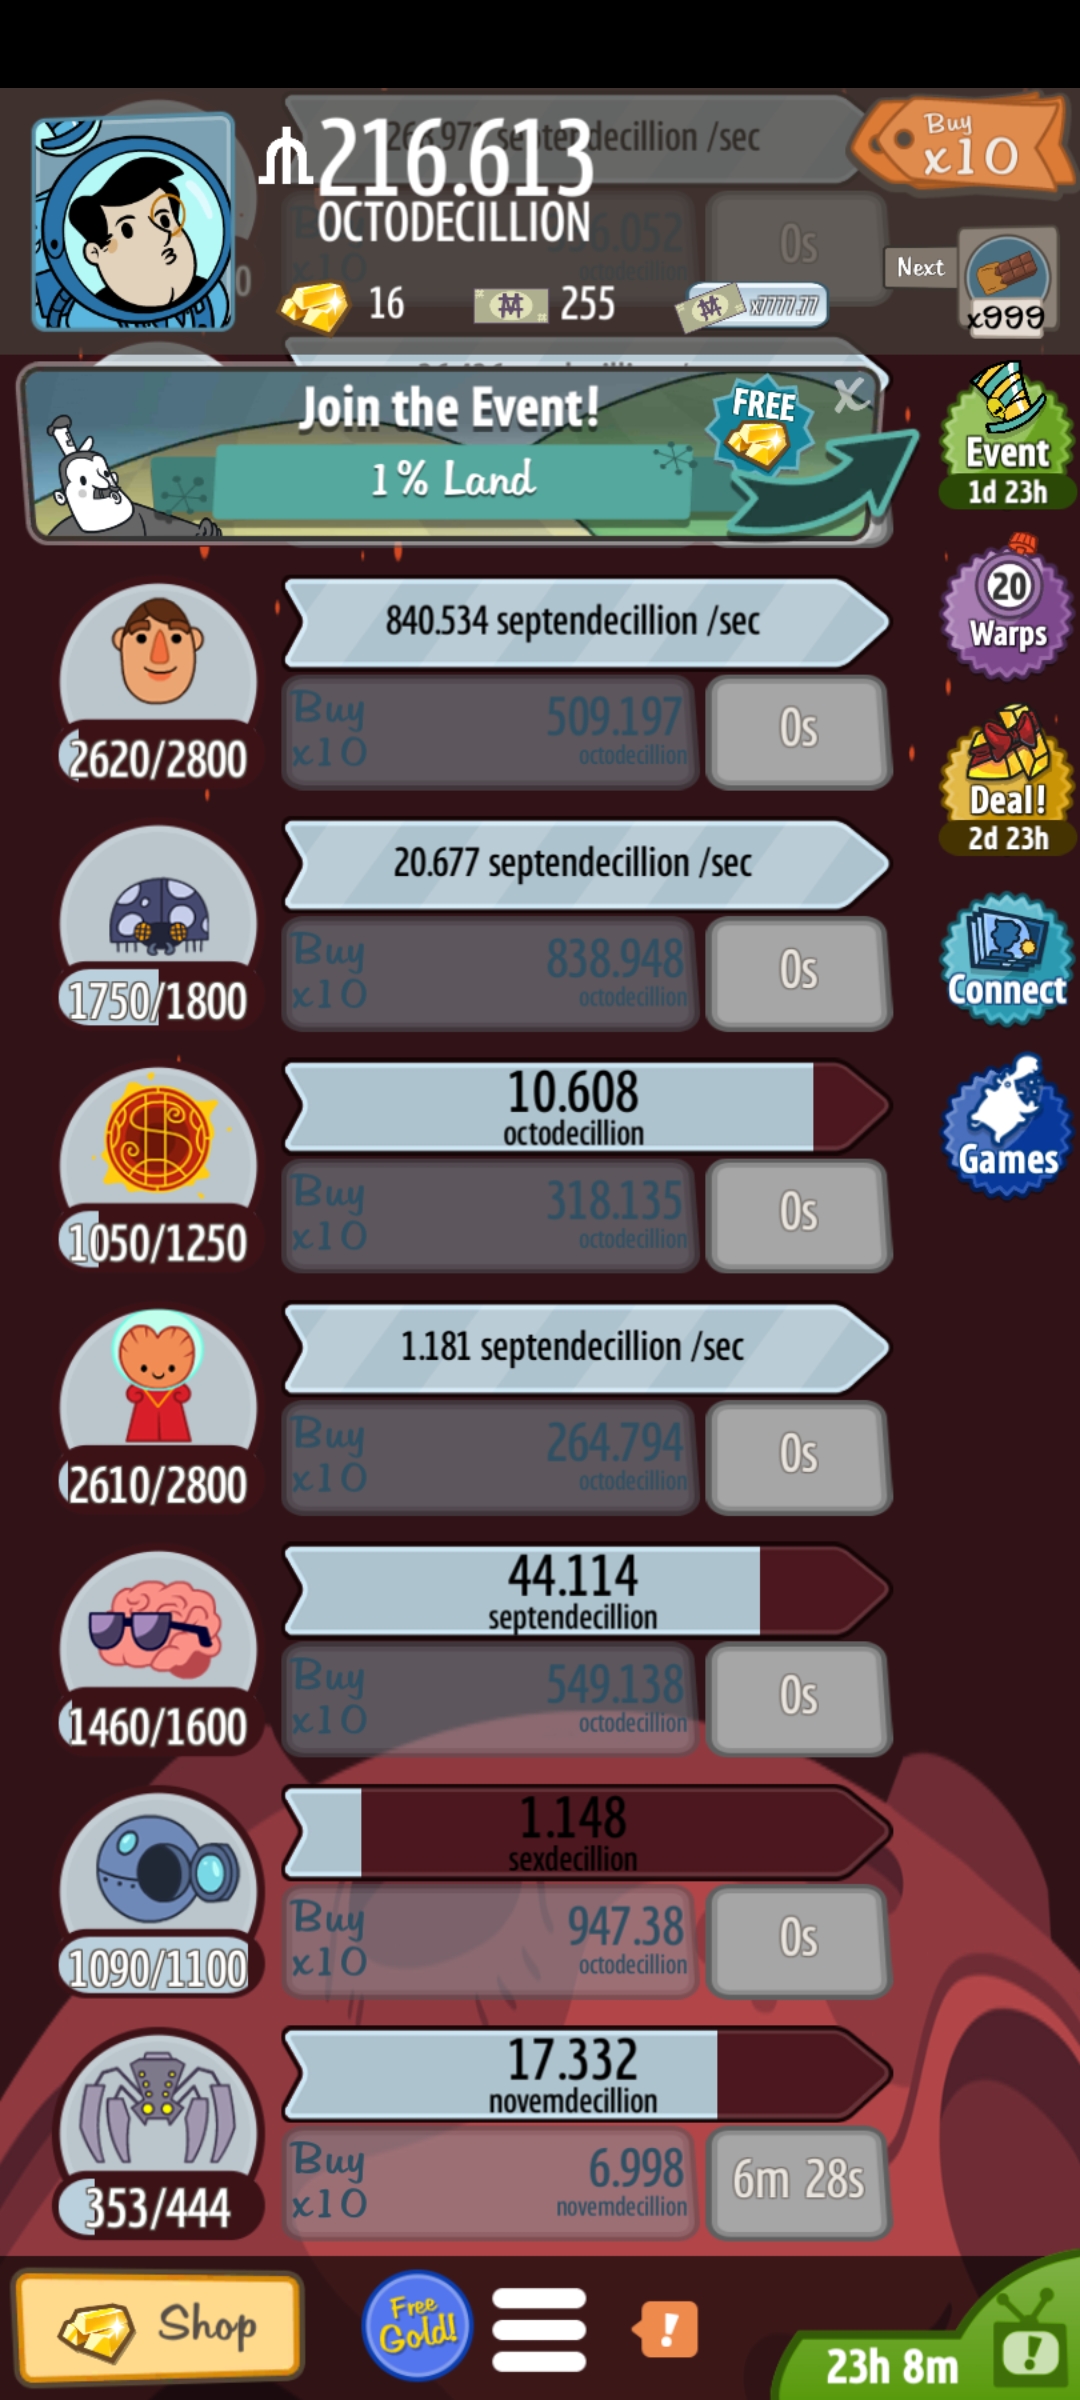 216.613
OCTODECILLION
septendecillion /sec
Buy
x10
16
255
x7777.77
Next
x999
0s
Join the Event!
1% Land
FREE
X
Event
1d 23h
840.534 septendecillion /sec
Buy
x10
509.197
octodecillion
0s
2620/2800
20
Warps
20.677 septendecillion /sec
Buy
x10
838.948
octodecillion
0s
1750/1800
Deal!
2d 23h
10.608
octodecillion
Buy
x10
318.135
octodecillion
0s
1050/1250
Connect
Games
1.181 septendecillion /sec
Buy
x10
264.794
octodecillion
0s
2610/2800
44.114
septendecillion
Buy
x10
549.138
octodecillion
0s
1460/1600
1.148
sexdecillion
Buy
x10
947.38
octodecillion
0s
1090/1100
17.332
novemdecillion
Buy
x10
6.998
novemdecillion
6m 28s
353/444
Shop
Free
Gold!
!
23h 8m
!